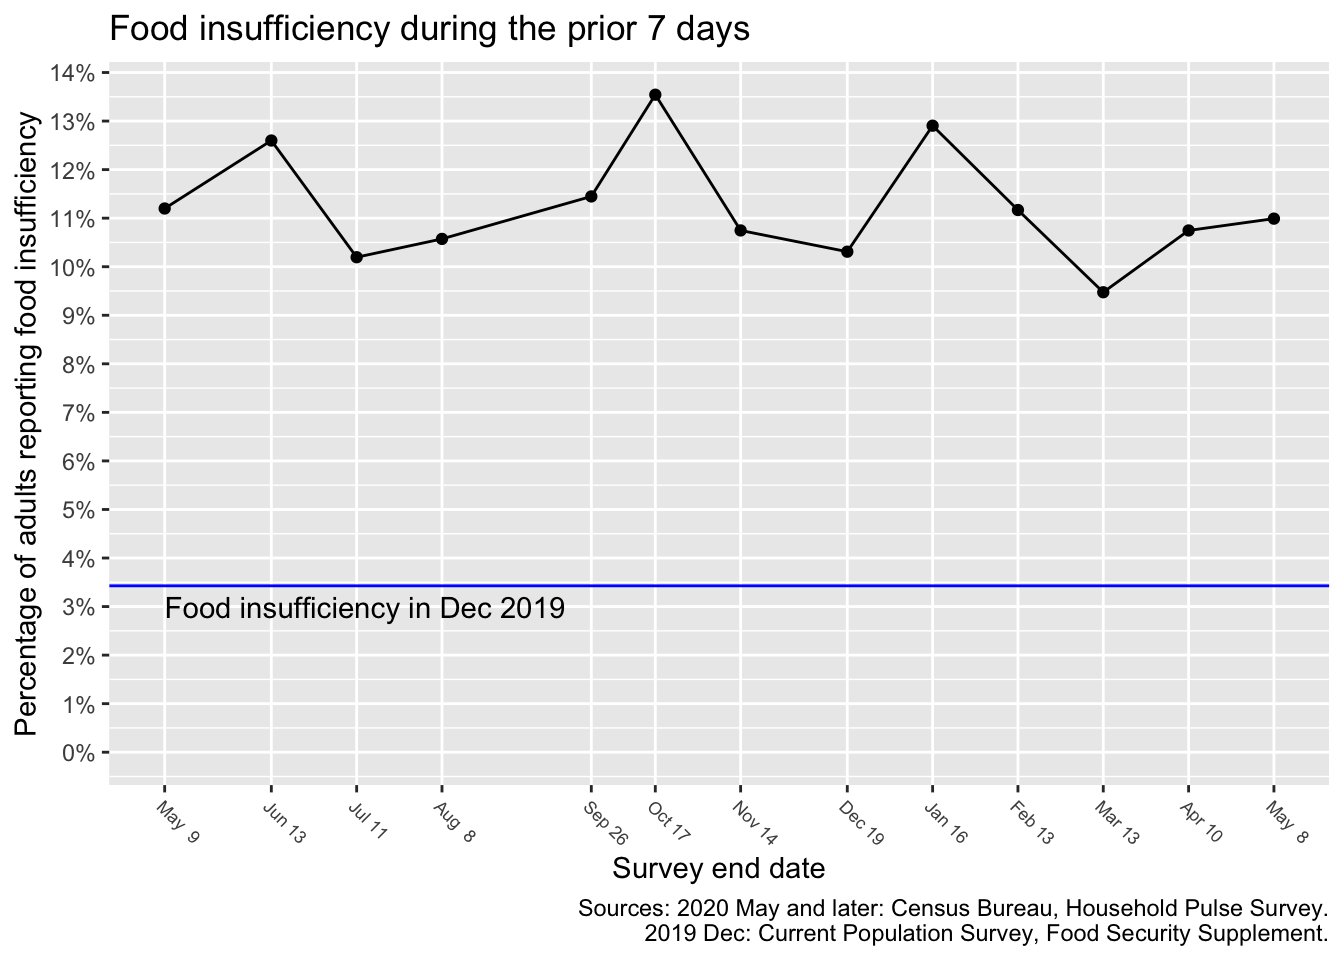 Food insufficiency during the prior 7 days
Percentage of adults reporting food insufficiency
14%
13%
12%
11%
10%
9%
8%
7%
6%
5%
4%
3%
2%
1%
0%
Food insufficiency in Dec 2019
May 9
Jun 13
Jul 11
Aug 8
Sep 26
Oct 17
Nov 14
Dec 19
Jan 16
Feb 13
Mar 13
Apr 10
May 8
Survey end date
Sources: 2020 May and later: Census Bureau, Household Pulse Survey.
2019 Dec: Current Population Survey, Food Security Supplement.